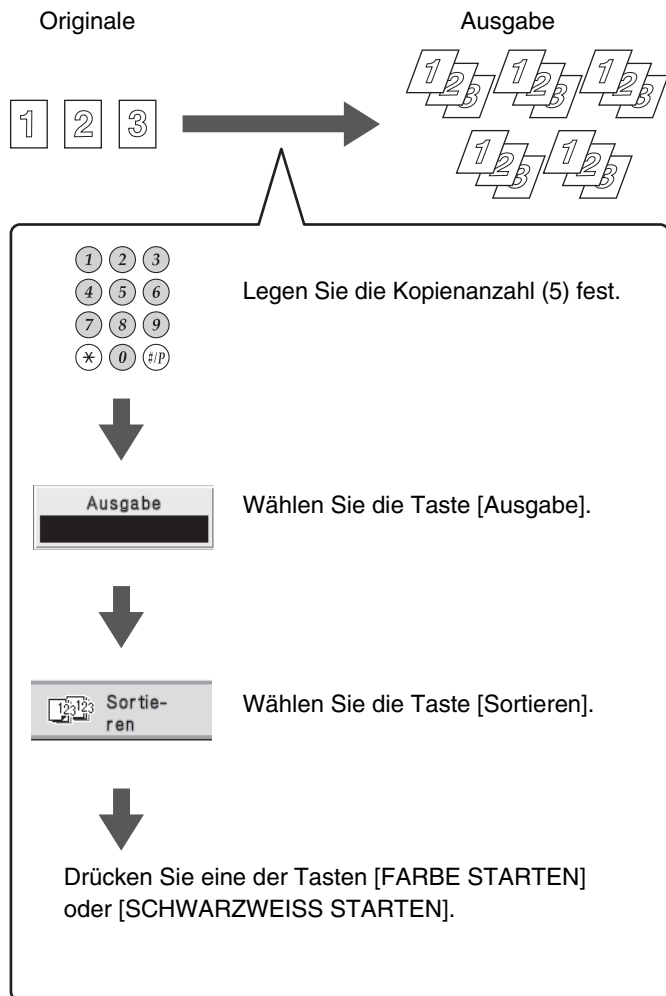 Originale Ausgabe
1 2 3 1 2 3 1 2 3
1 2 3
1 2 3 1 2 3
1 2 3
4 5 6
7 8 9
* 0 #/P
Legen Sie die Kopienanzahl (5) fest.
Ausgabe
Wählen Sie die Taste [Ausgabe].
123 123 Sortie-
ren
Wählen Sie die Taste [Sortieren].
Drücken Sie eine der Tasten [FARBE STARTEN]
oder [SCHWARZWEISS STARTEN].